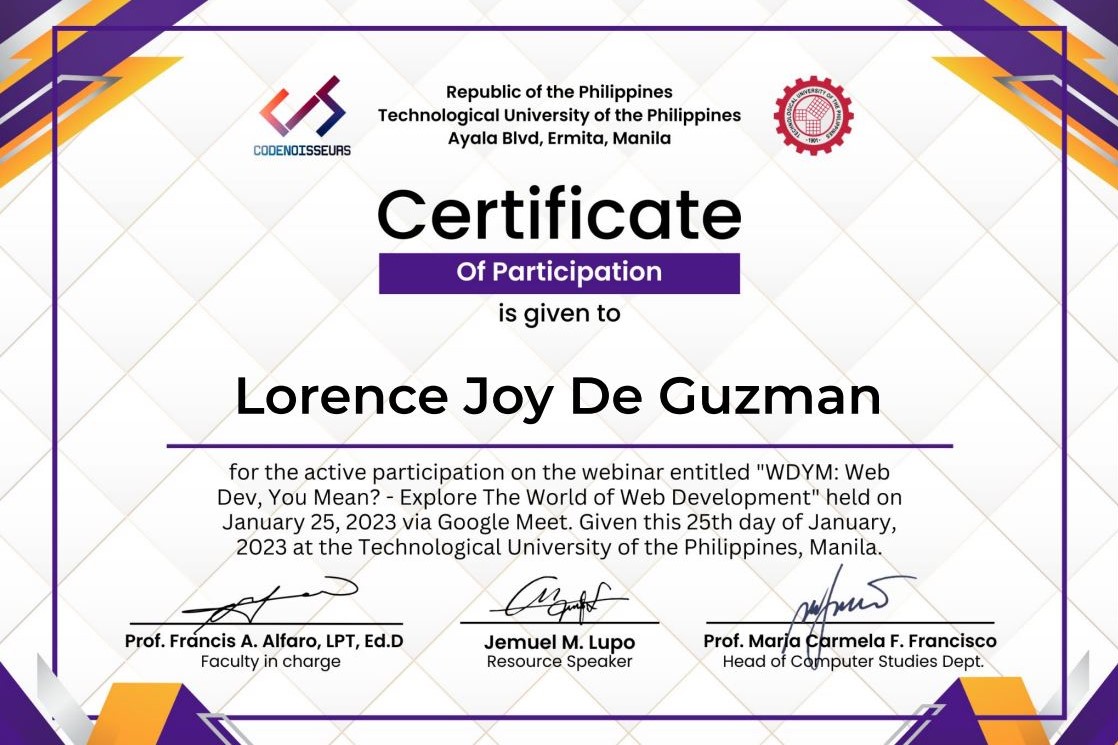 CODENOISSEURS
Republic of the Philippines
Technological University of the Philippines
Ayala Blvd, Ermita, Manila
TECHNOLOGICAL UNIVERSITY OF THE PHILIPPINES
1901
Certificate
Of Participation
is given to
Lorence Joy De Guzman
for the active participation on the webinar entitled "WDYM: Web
Dev, You Mean? - Explore The World of Web Development" held on
January 25, 2023 via Google Meet. Given this 25th day of January,
2023 at the Technological University of the Philippines, Manila.
Prof. Francis A. Alfaro, LPT, Ed.D
Faculty in charge
Jemuel M. Lupo
Resource Speaker
Prof. Maria Carmela F. Francisco
Head of Computer Studies Dept.